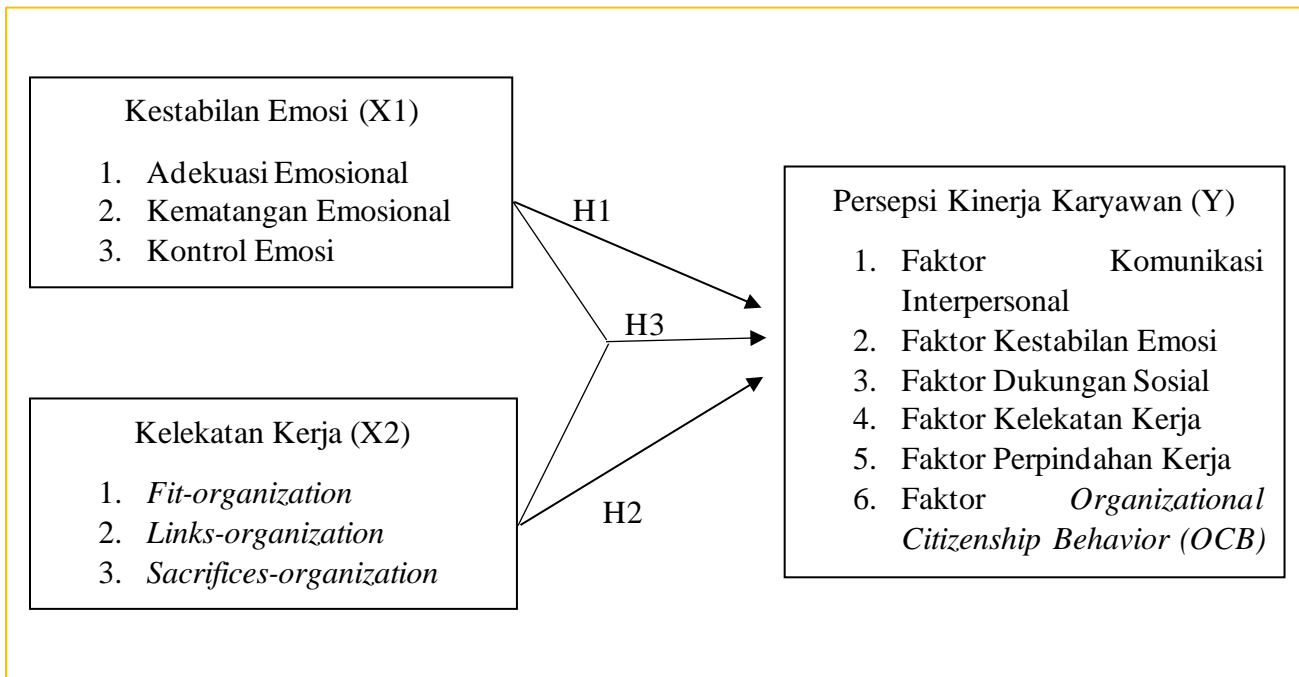 Kestabilan Emosi (X1)
1. Adekuasi Emosional
2. Kematangan Emosional
3. Kontrol Emosi
H1
H3
H2
Kelekatan Kerja (X2)
1. Fit-organization
2. Links-organization
3. Sacrifices-organization
Persepsi Kinerja Karyawan (Y)
1. Faktor Komunikasi
Interpersonal
2. Faktor Kestabilan Emosi
3. Faktor Dukungan Sosial
4. Faktor Kelekatan Kerja
5. Faktor Perpindahan Kerja
6. Faktor Organizational
Citizenship Behavior (OCB)